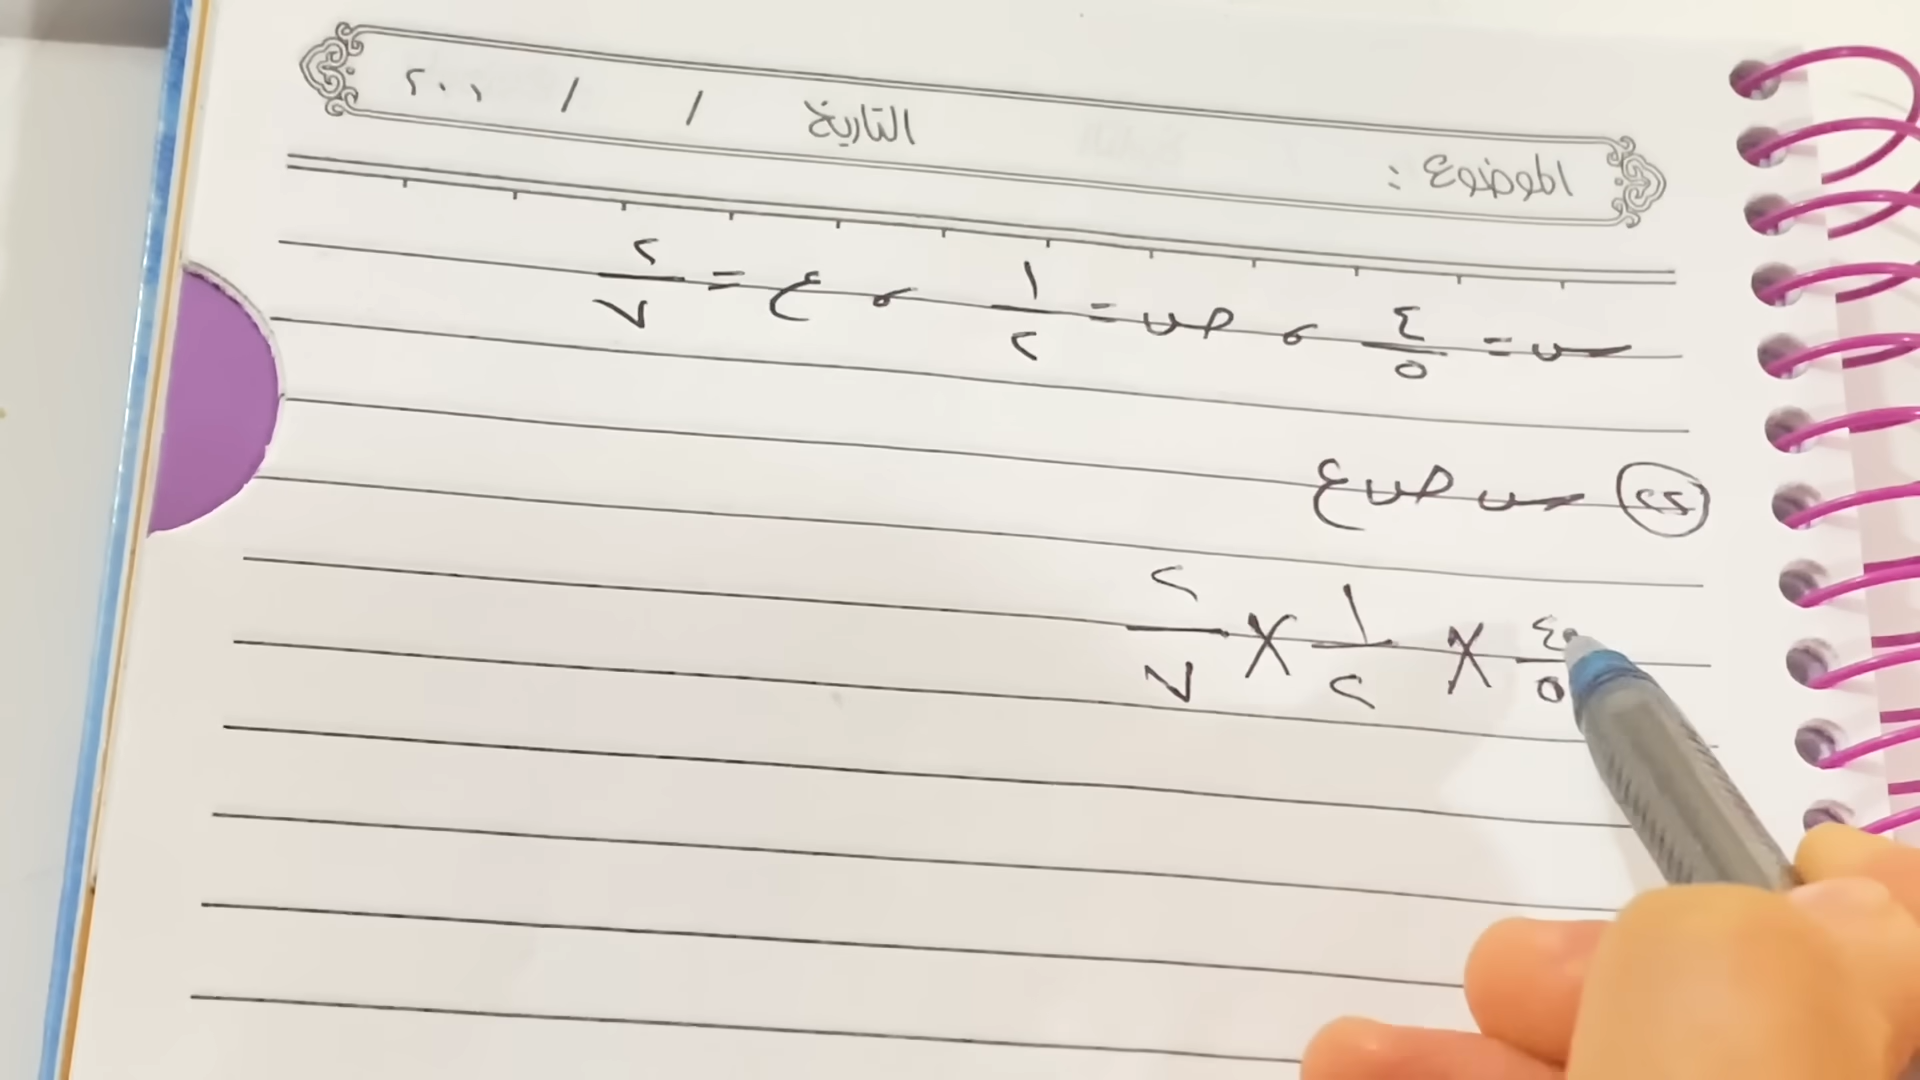 التاريخ / / ٢٠١
الموضوع :
س = ٤/٥ ، ص = ١/٢ ، ع = ٢/٧
٢٢ س ص ع
٤/٥ × ١/٢ × ٢/٧